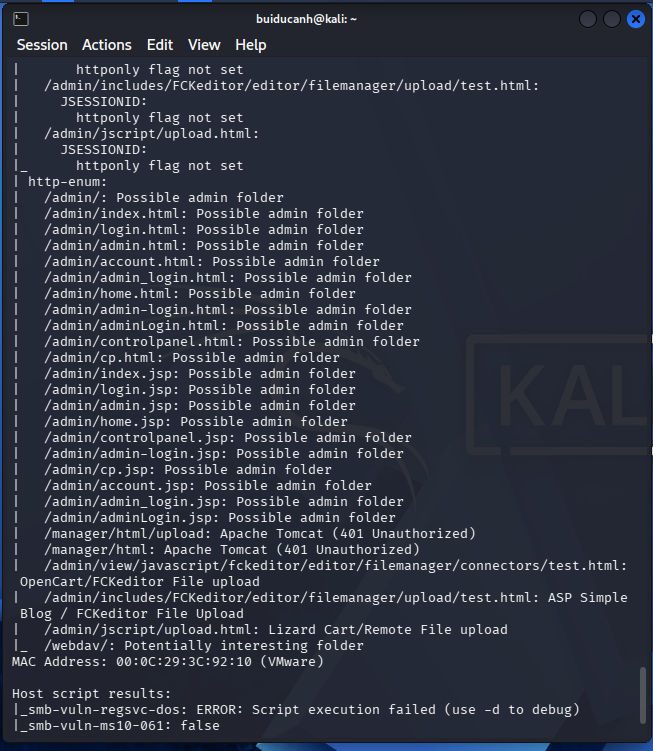 buiducanh@kali: ~
Session Actions Edit View Help
|       httponly flag not set
|   /admin/includes/FCKeditor/editor/filemanager/upload/test.html:
|     JSESSIONID:
|       httponly flag not set
|   /admin/jscript/upload.html:
|     JSESSIONID:
|_      httponly flag not set
| http-enum:
|   /admin/: Possible admin folder
|   /admin/index.html: Possible admin folder
|   /admin/login.html: Possible admin folder
|   /admin/admin.html: Possible admin folder
|   /admin/account.html: Possible admin folder
|   /admin/admin_login.html: Possible admin folder
|   /admin/home.html: Possible admin folder
|   /admin/admin-login.html: Possible admin folder
|   /admin/adminLogin.html: Possible admin folder
|   /admin/controlpanel.html: Possible admin folder
|   /admin/cp.html: Possible admin folder
|   /admin/index.jsp: Possible admin folder
|   /admin/login.jsp: Possible admin folder
|   /admin/admin.jsp: Possible admin folder
|   /admin/home.jsp: Possible admin folder
|   /admin/controlpanel.jsp: Possible admin folder
|   /admin/admin-login.jsp: Possible admin folder
|   /admin/cp.jsp: Possible admin folder
|   /admin/account.jsp: Possible admin folder
|   /admin/admin_login.jsp: Possible admin folder
|   /admin/adminLogin.jsp: Possible admin folder
|   /manager/html/upload: Apache Tomcat (401 Unauthorized)
|   /manager/html: Apache Tomcat (401 Unauthorized)
|   /admin/view/javascript/fckeditor/editor/filemanager/connectors/test.html:
 OpenCart/FCKeditor File upload
|   /admin/includes/FCKeditor/editor/filemanager/upload/test.html: ASP Simple
 Blog / FCKeditor File Upload
|   /admin/jscript/upload.html: Lizard Cart/Remote File upload
|_  /webdav/: Potentially interesting folder
MAC Address: 00:0C:29:3C:92:10 (VMware)
Host script results:
|_smb-vuln-regsvc-dos: ERROR: Script execution failed (use -d to debug)
|_smb-vuln-ms10-061: false
KAL